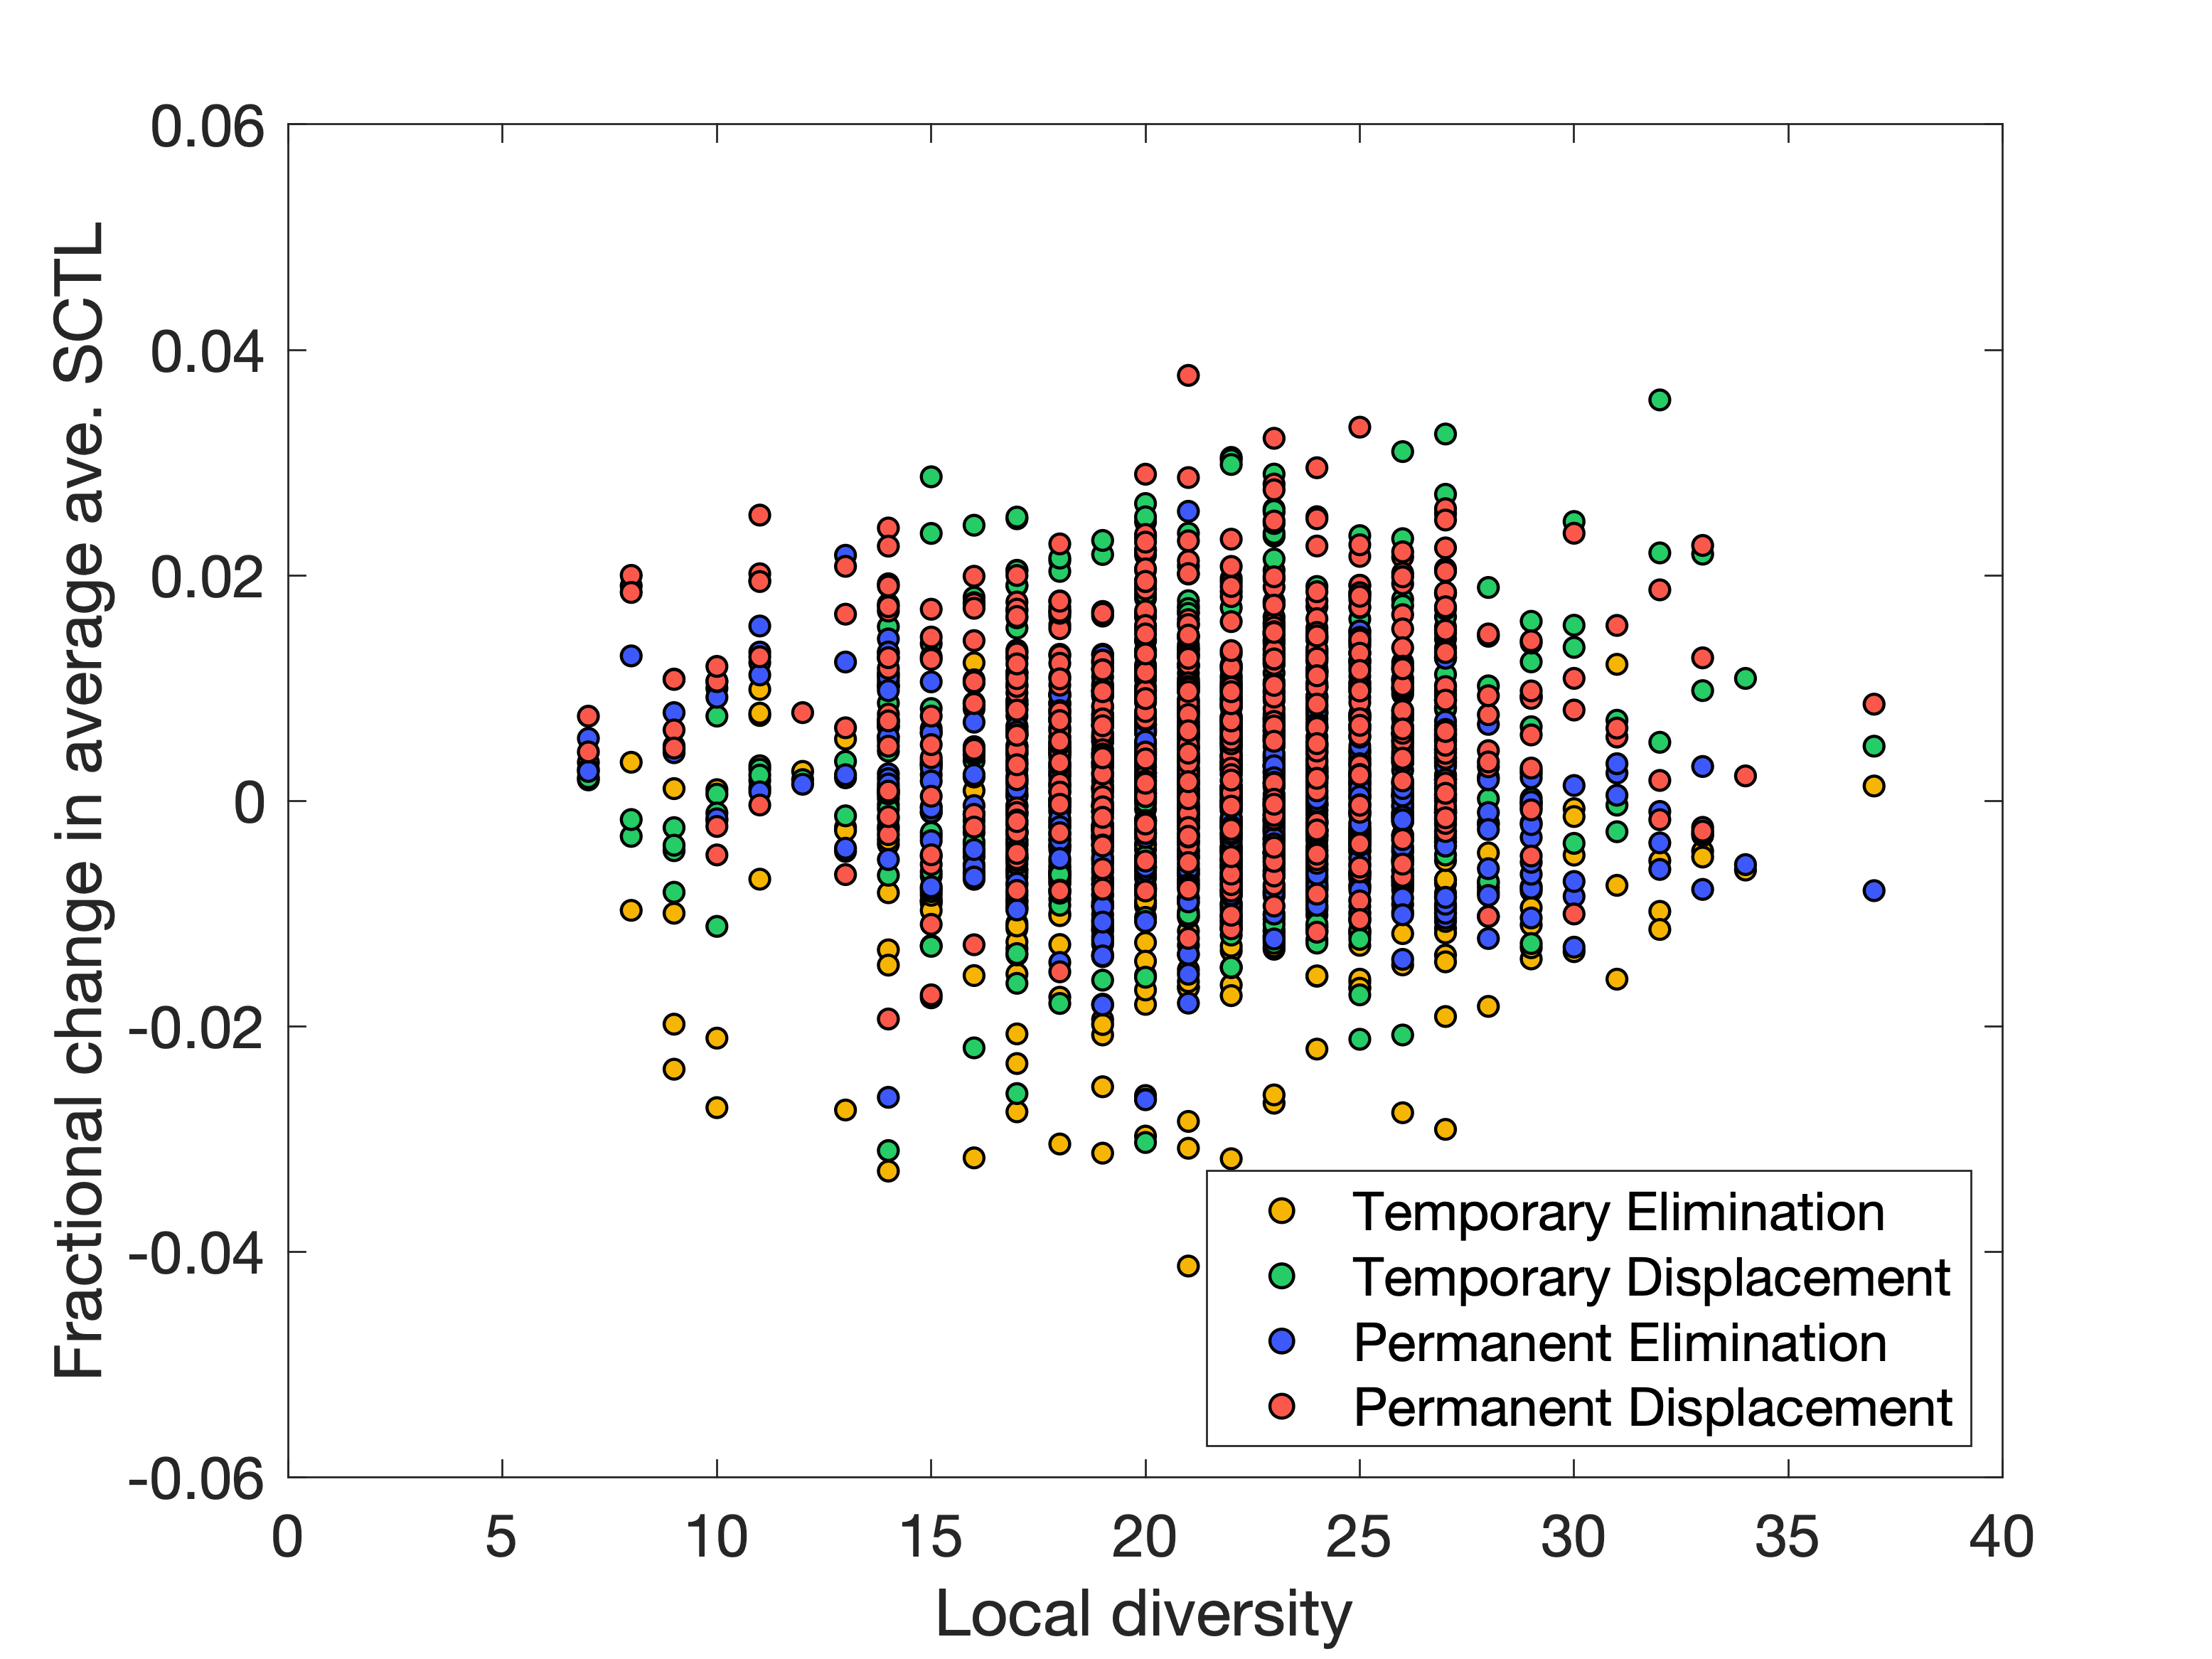 0.06
0.04
0.02
0
-0.02
-0.04
-0.06
Fractional change in average ave. SCTL
0
5
10
15
20
25
30
35
40
Local diversity
Temporary Elimination
Temporary Displacement
Permanent Elimination
Permanent Displacement